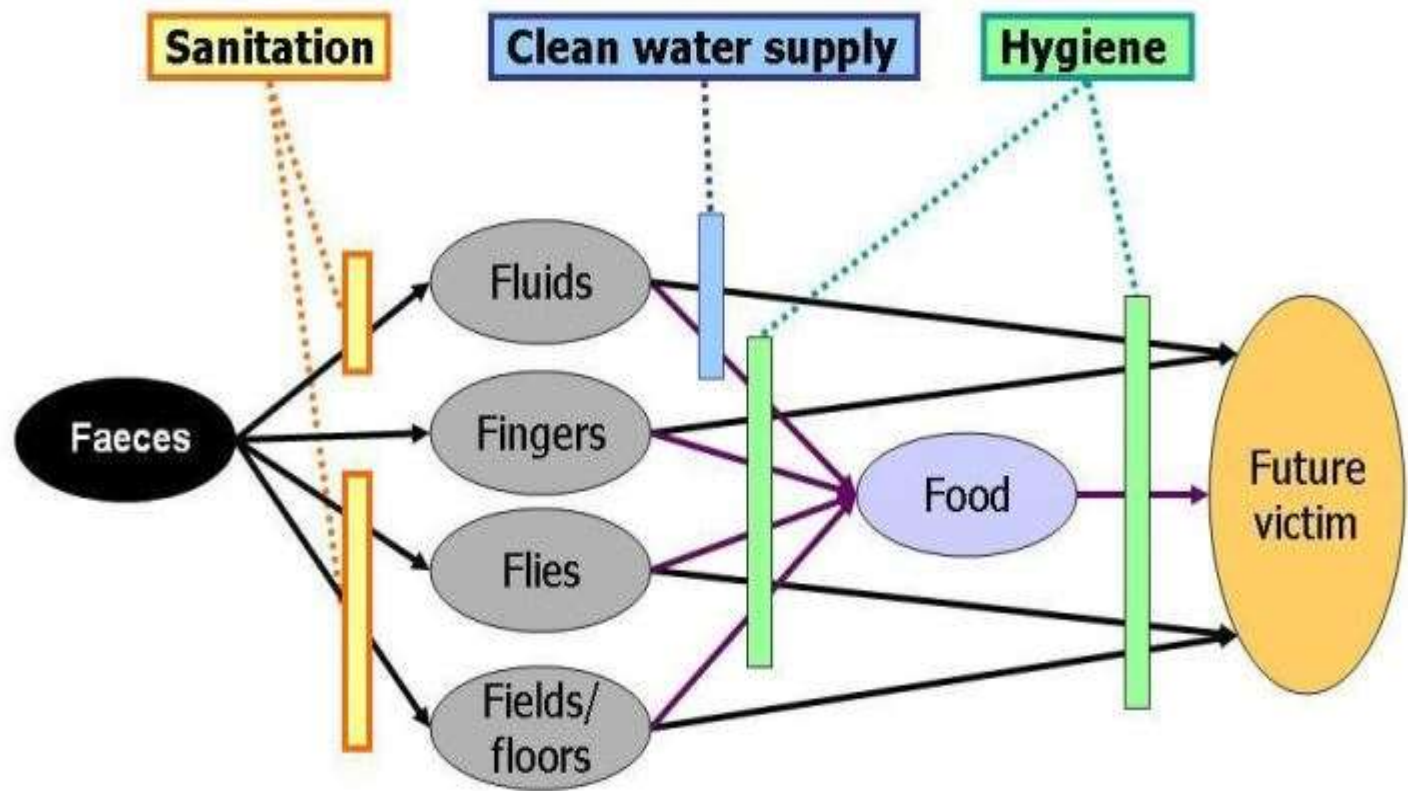 Sanitation
Clean water supply
Hygiene
Fluids
Faeces
Fingers
Flies
Fields/
floors
Food
Future
victim